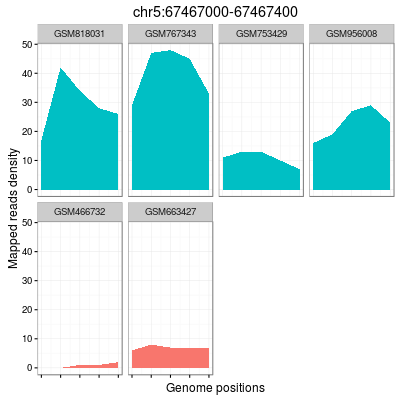 chr5:67467000-67467400
GSM818031 GSM767343 GSM753429 GSM956008
50
40
30
20
10
0
GSM466732 GSM663427
50
40
30
20
10
0
Mapped reads density
Genome positions